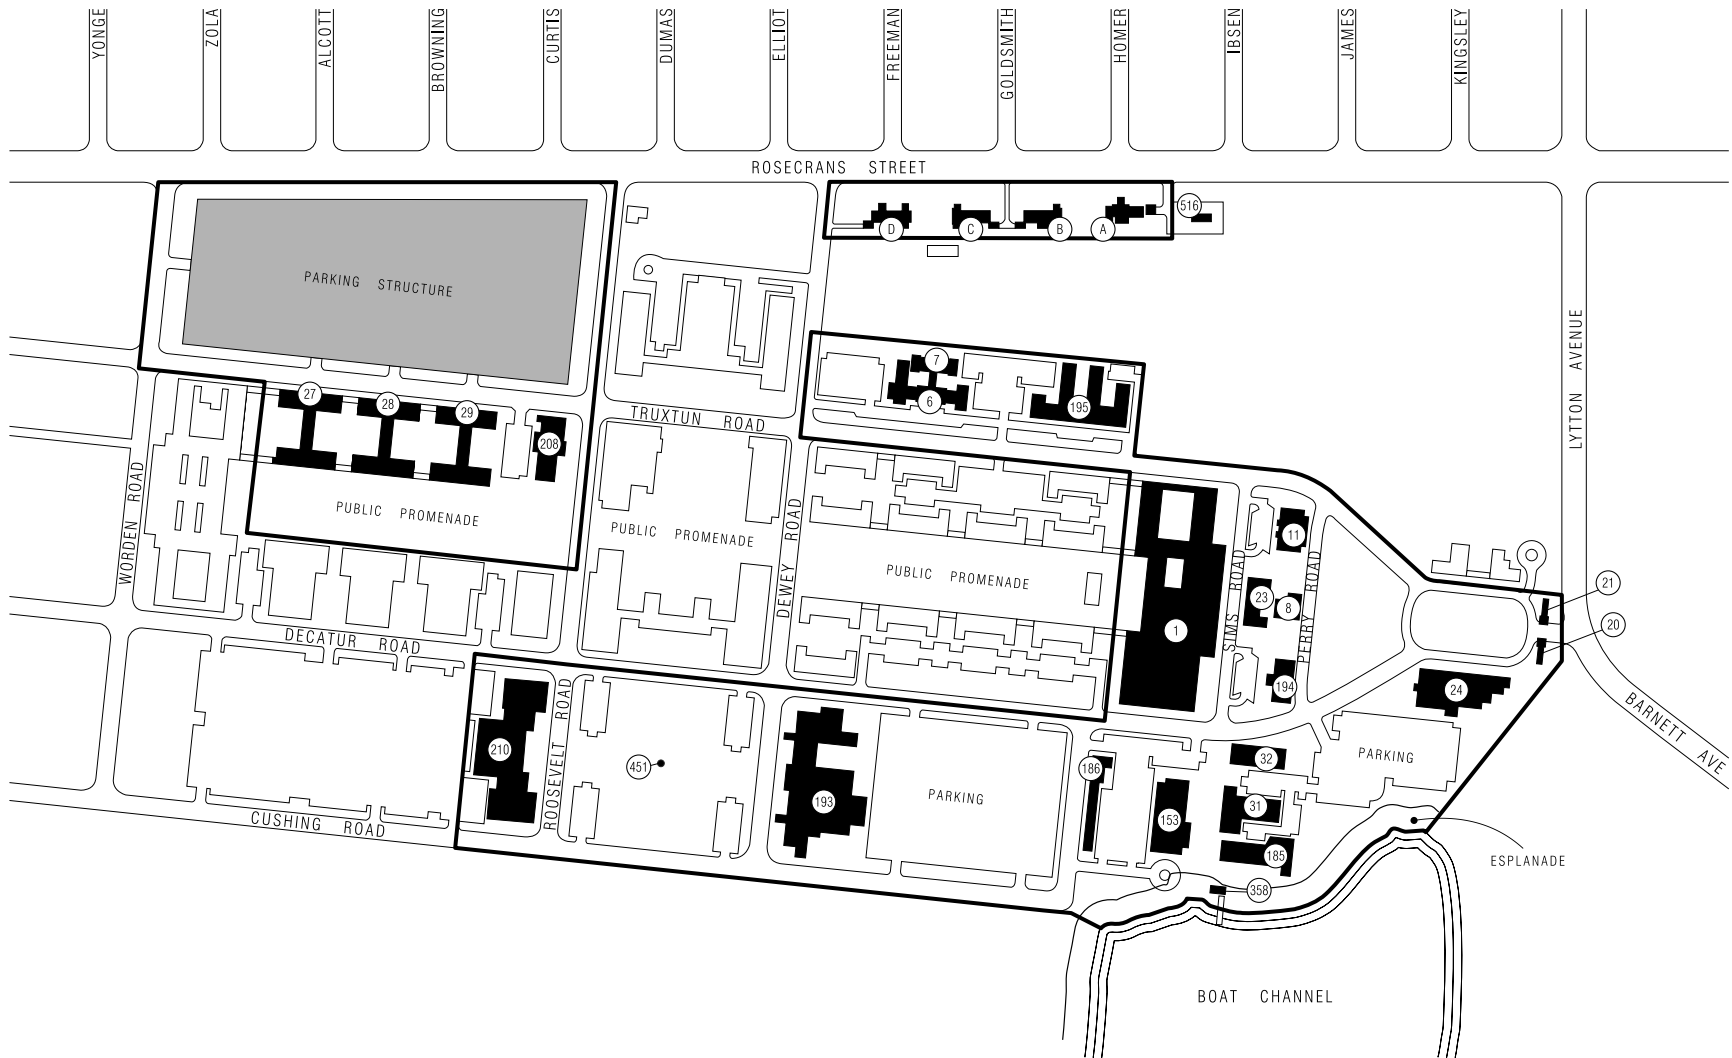 YONGE
ZOLA
ALCOTT
BROWNING
CURTIS
DUMAS
ELLIOT
FREEMAN
GOLDSMITH
HOMER
IBSEN
JAMES
KINGSLEY
ROSECRANS STREET
516
D
C
B
A
PARKING STRUCTURE
LYTTON AVENUE
7
6
195
27
28
29
208
TRUXTUN ROAD
WORDEN ROAD
PUBLIC PROMENADE
PUBLIC PROMENADE
DEWEY ROAD
PUBLIC PROMENADE
11
SIMS ROAD
PERRY ROAD
23
8
1
21
20
DECATUR ROAD
194
24
BARNETT AVE
ROOSEVELT ROAD
210
451
193
PARKING
186
153
32
31
185
PARKING
CUSHING ROAD
ESPLANADE
358
BOAT CHANNEL